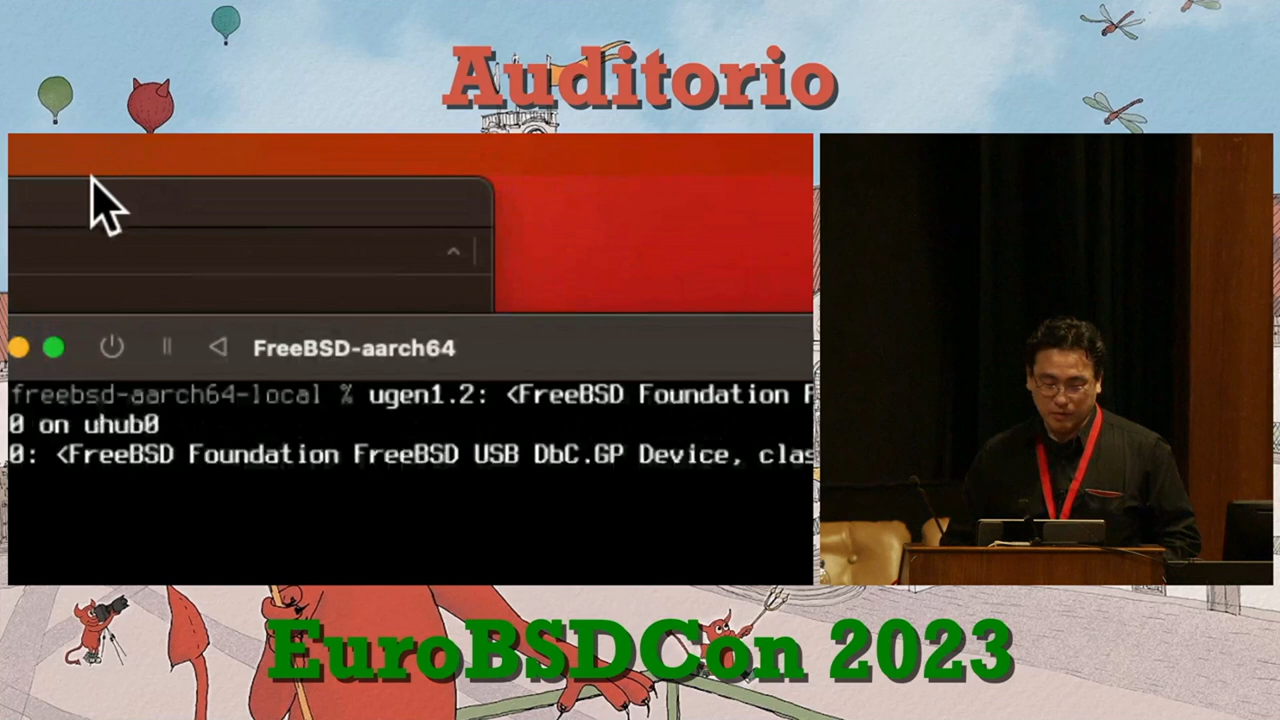 Auditorio
FreeBSD-aarch64
freebsd-aarch64-local % ugen1.2: <FreeBSD Foundation F
0 on uhub0
0: <FreeBSD Foundation FreeBSD USB DbC.GP Device, clas
EuroBSDCon 2023